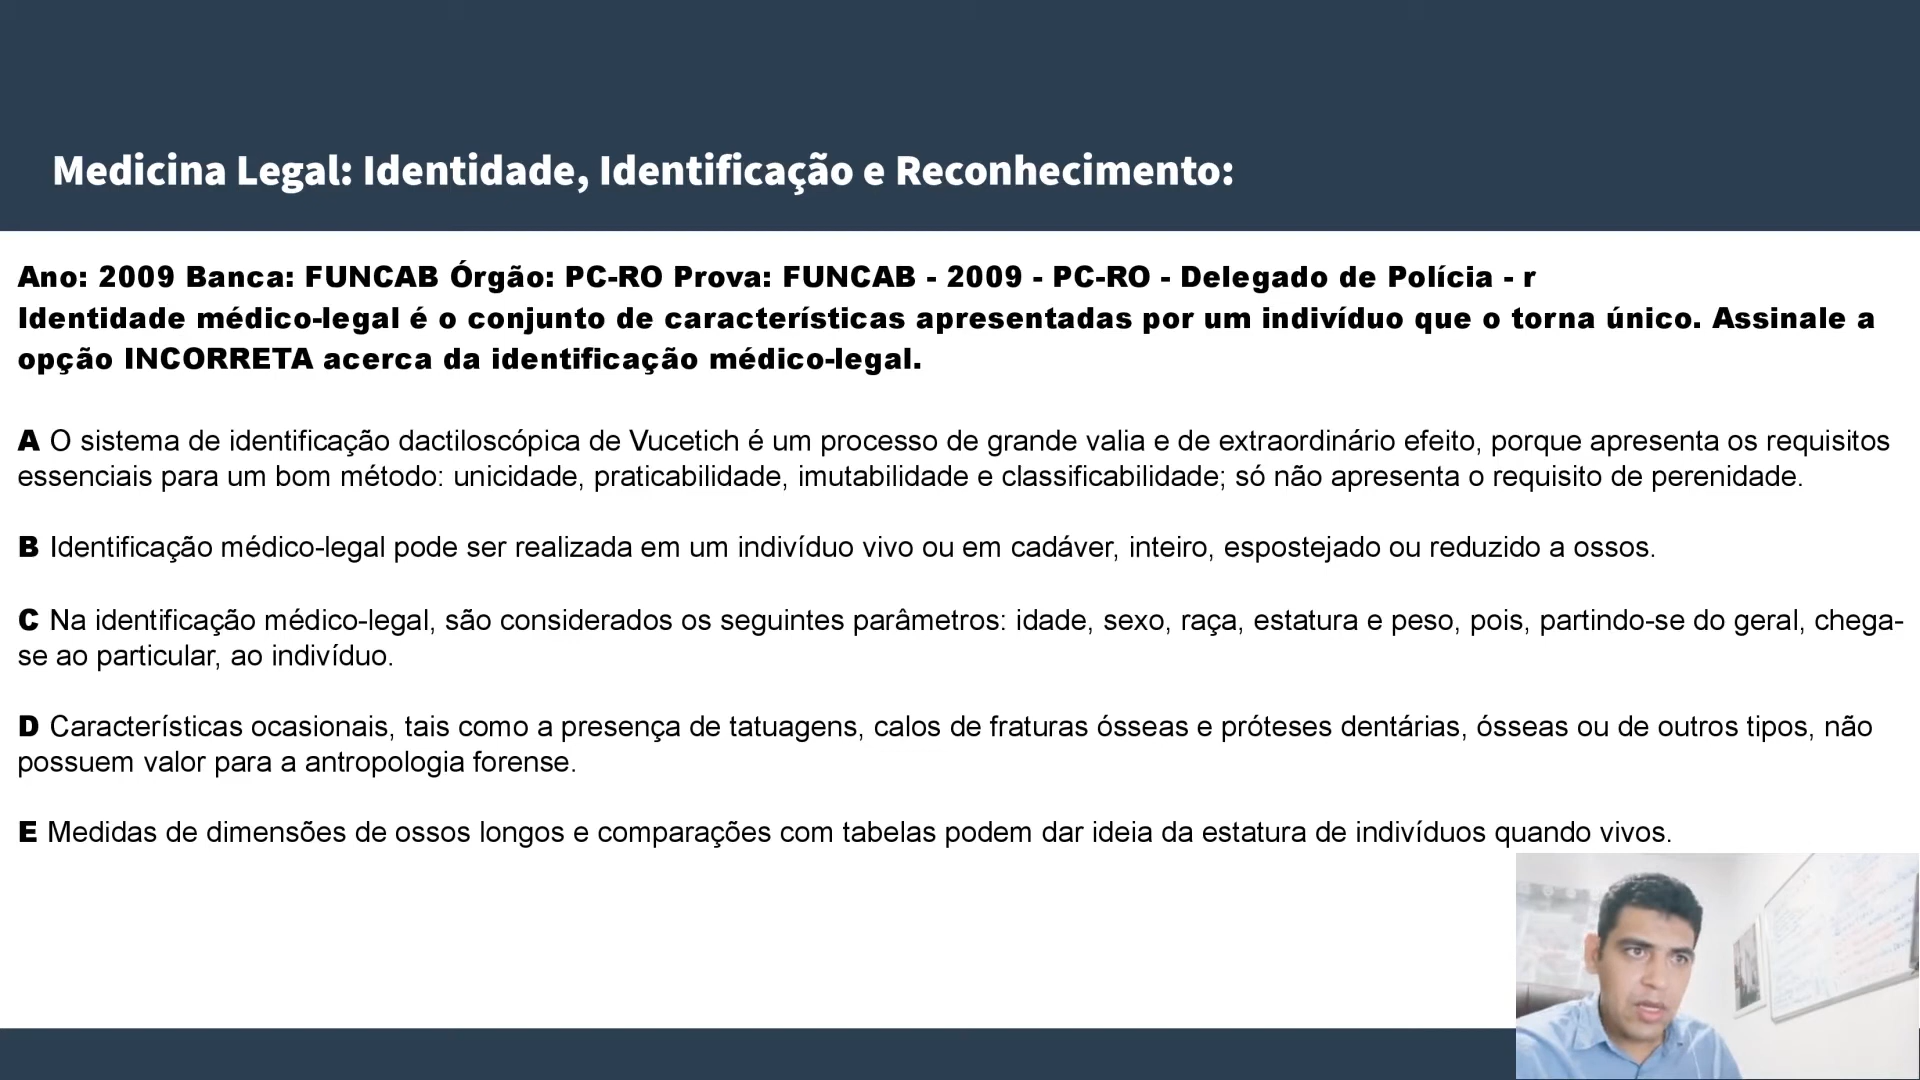 Medicina Legal: Identidade, Identificação e Reconhecimento:
Ano: 2009 Banca: FUNCAB Órgão: PC-RO Prova: FUNCAB - 2009 - PC-RO - Delegado de Polícia - r
Identidade médico-legal é o conjunto de características apresentadas por um indivíduo que o torna único. Assinale a
opção INCORRETA acerca da identificação médico-legal.
A O sistema de identificação dactiloscópica de Vucetich é um processo de grande valia e de extraordinário efeito, porque apresenta os requisitos
essenciais para um bom método: unicidade, praticabilidade, imutabilidade e classificabilidade; só não apresenta o requisito de perenidade.
B Identificação médico-legal pode ser realizada em um indivíduo vivo ou em cadáver, inteiro, espostejado ou reduzido a ossos.
C Na identificação médico-legal, são considerados os seguintes parâmetros: idade, sexo, raça, estatura e peso, pois, partindo-se do geral, chega-
se ao particular, ao indivíduo.
D Características ocasionais, tais como a presença de tatuagens, calos de fraturas ósseas e próteses dentárias, ósseas ou de outros tipos, não
possuem valor para a antropologia forense.
E Medidas de dimensões de ossos longos e comparações com tabelas podem dar ideia da estatura de indivíduos quando vivos.